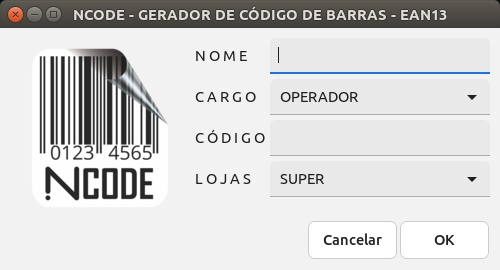 NCODE - GERADOR DE CÓDIGO DE BARRAS - EAN13
NOME
CARGO OPERADOR
CÓDIGO
LOJAS SUPER
0123 4565
NCODE
Cancelar OK